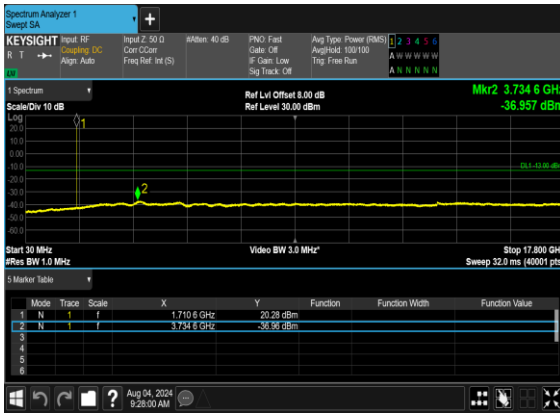 Spectrum Analyzer 1
Swept SA
+
KEYSIGHT Input: RF Input Z: 50 Ω #Atten: 40 dB PNO: Fast Avg Type: Power (RMS) 1 2 3 4 5 6
R T Coupling: DC Corr CCorr Gate: Off Avg|Hold: 100/100 A W W W W W
Align: Auto Freq Ref: Int (S) IF Gain: Low Trig: Free Run
LXI Sig Track: Off A N N N N N
1 Spectrum Ref Lvl Offset 8.00 dB Mkr2 3.734 6 GHz
Scale/Div 10 dB Ref Level 30.00 dBm -36.957 dBm
Log
1
20.0
10.0
0.00
-10.0
DL1 -13.00 dBm
-20.0
-30.0
2
-40.0
-50.0
-60.0
Start 30 MHz Video BW 3.0 MHz* Stop 17.800 GHz
#Res BW 1.0 MHz Sweep 32.0 ms (40001 pts)
5 Marker Table
Mode Trace Scale X Y Function Function Width Function Value
1 N 1 f 1.710 6 GHz 20.28 dBm
2 N 1 f 3.734 6 GHz -36.96 dBm
3
4
5
6
? Aug 04, 2024
9:28:00 AM